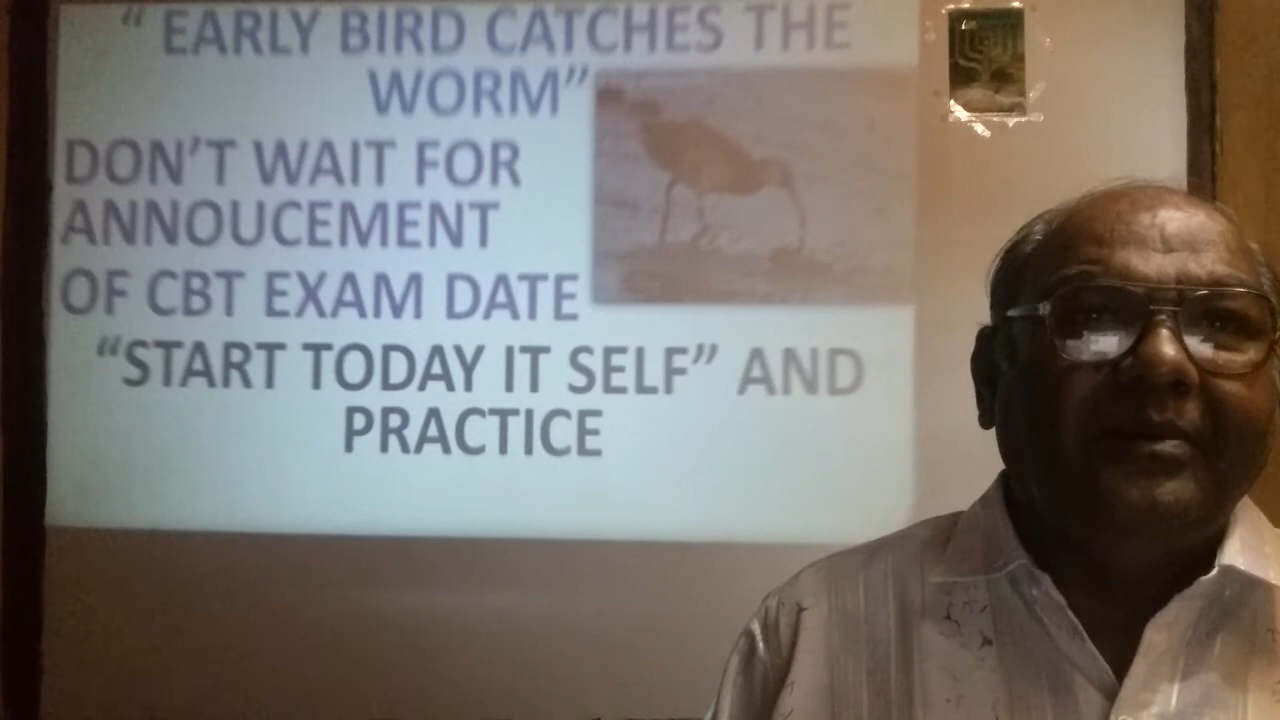 “ EARLY BIRD CATCHES THE
WORM”
DON’T WAIT FOR
ANNOUCEMENT
OF CBT EXAM DATE
“START TODAY IT SELF” AND
PRACTICE